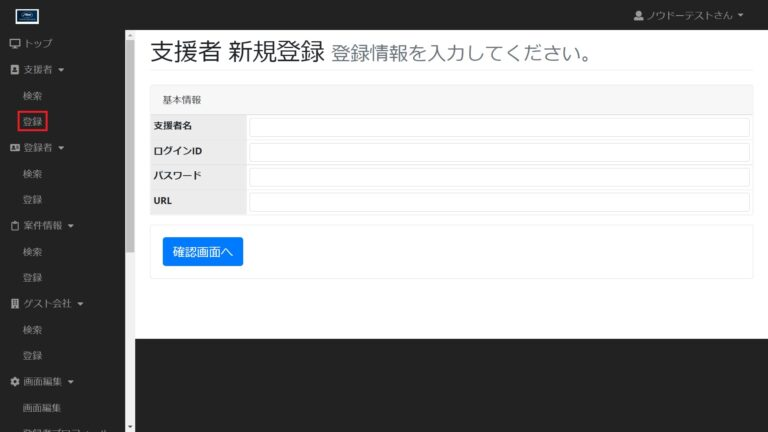 ノウドーテストさん
トップ
支援者
検索
登録
登録者
検索
登録
案件情報
検索
登録
ゲスト会社
検索
登録
画面編集
画面編集
支援者 新規登録 登録情報を入力してください。
基本情報
支援者名
ログインID
パスワード
URL
確認画面へ